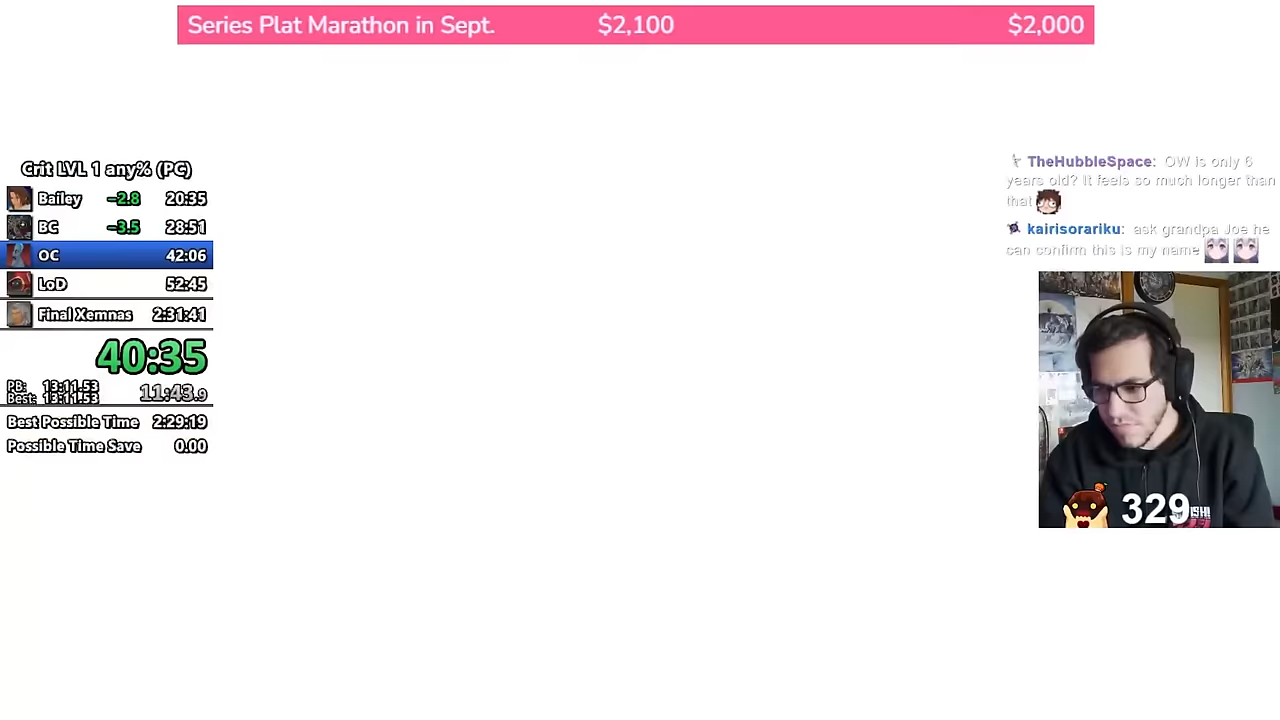 Series Plat Marathon in Sept. $2,100 $2,000
Crit LVL 1 any% (PC)
Bailey -2.8 20:35
BC -3.5 28:51
OC 42:06
LoD 52:45
Final Xemnas 2:31:41
40:35
PB: 13:11.53
Best: 13:11.53
11:43.9
Best Possible Time 2:29:19
Possible Time Save 0.00
TheHubbleSpace: OW is only 6
years old? It feels so much longer than
that
kairisorariku: ask grandpa Joe he
can confirm this is my name
329